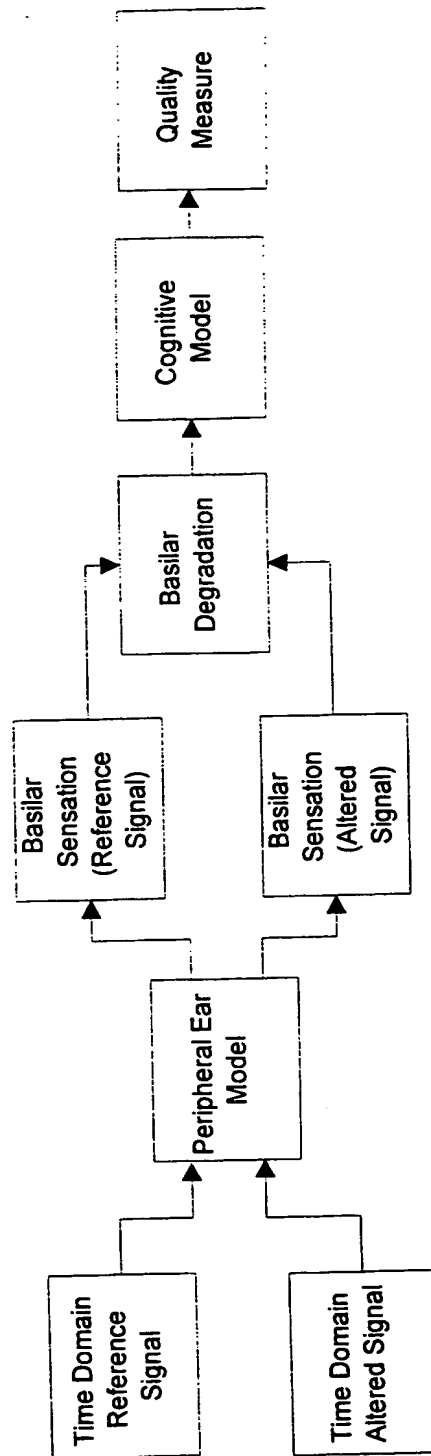 Time Domain
Reference
Signal
Time Domain
Altered Signal
Peripheral Ear
Model
Basilar
Sensation
(Reference
Signal)
Basilar
Sensation
(Altered
Signal)
Basilar
Degradation
Cognitive
Model
Quality
Measure